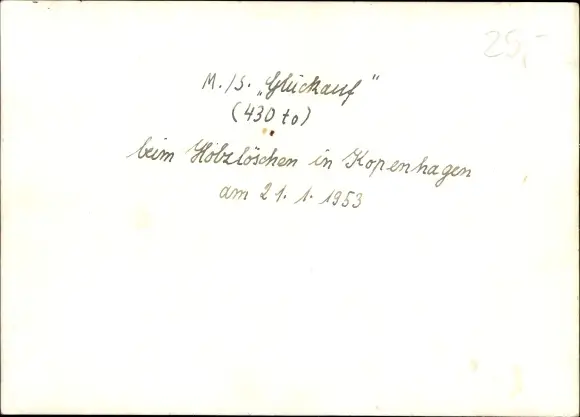 25,-
M./S. „Glückauf"
(430 to)
beim Holzlöschen in Kopenhagen
am 21. 1. 1953